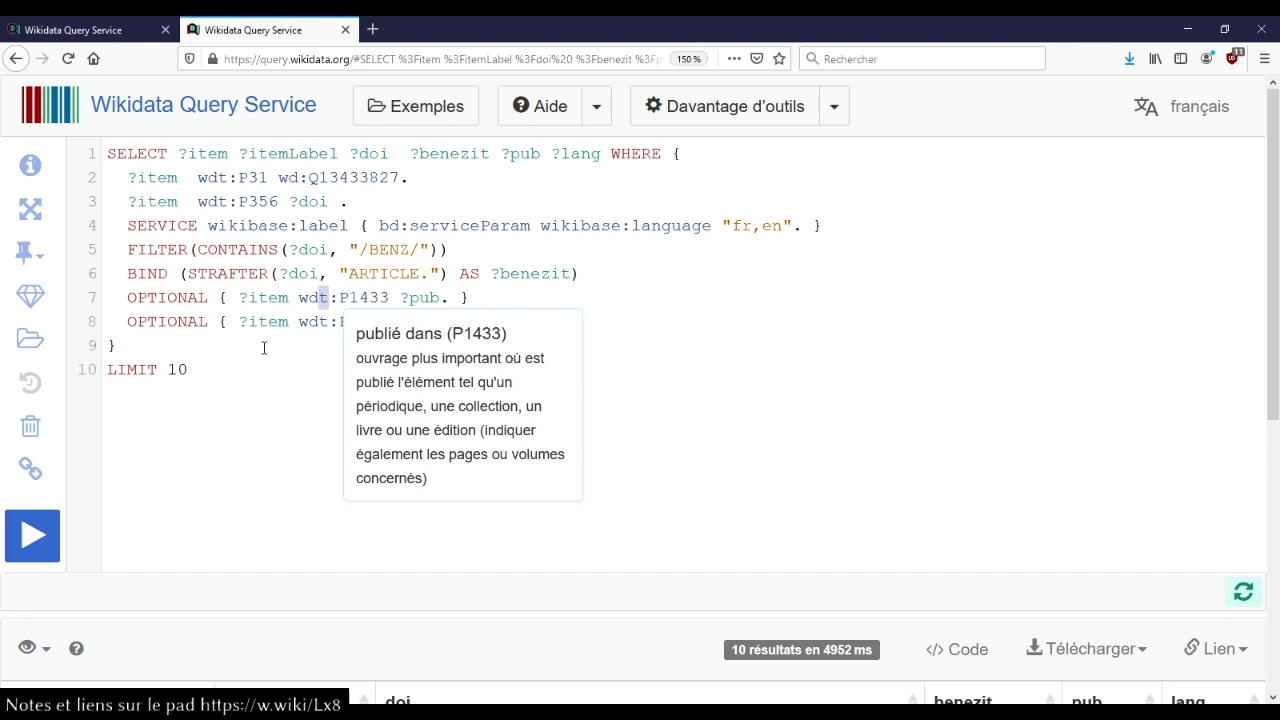 Wikidata Query Service
Wikidata Query Service
https://query.wikidata.org/#SELECT %3Fitem %3FitemLabel %3Fdoi%20 %3Fbenezit %3Fp
150 %
Rechercher
11
Wikidata Query Service
Exemples
Aide
Davantage d'outils
français
1 SELECT ?item ?itemLabel ?doi  ?benezit ?pub ?lang WHERE {
2 ?item  wdt:P31 wd:Q13433827.
3 ?item  wdt:P356 ?doi .
4 SERVICE wikibase:label { bd:serviceParam wikibase:language "fr,en". }
5 FILTER(CONTAINS(?doi, "/BENZ/"))
6 BIND (STRAFTER(?doi, "ARTICLE.") AS ?benezit)
7 OPTIONAL { ?item wdt:P1433 ?pub. }
8 OPTIONAL { ?item wdt:
9 }
10 LIMIT 10
publié dans (P1433)
ouvrage plus important où est
publié l'élément tel qu'un
périodique, une collection, un
livre ou une édition (indiquer
également les pages ou volumes
concernés)
10 résultats en 4952 ms
</> Code
Télécharger
Lien
doi
benezit
pub
lang
Notes et liens sur le pad https://w.wiki/Lx8